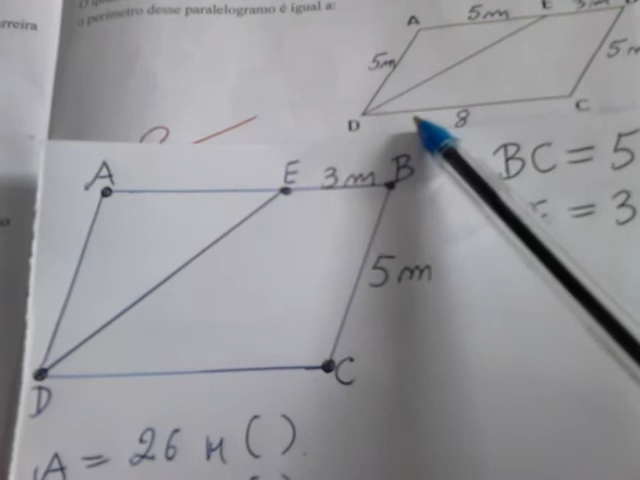 rreira
o perímetro desse paralelogramo é igual a:
A 5m E
5m
5m
D 8 C
BC = 5
= 3
A E 3m B
5m
D C
A = 26 м ( )